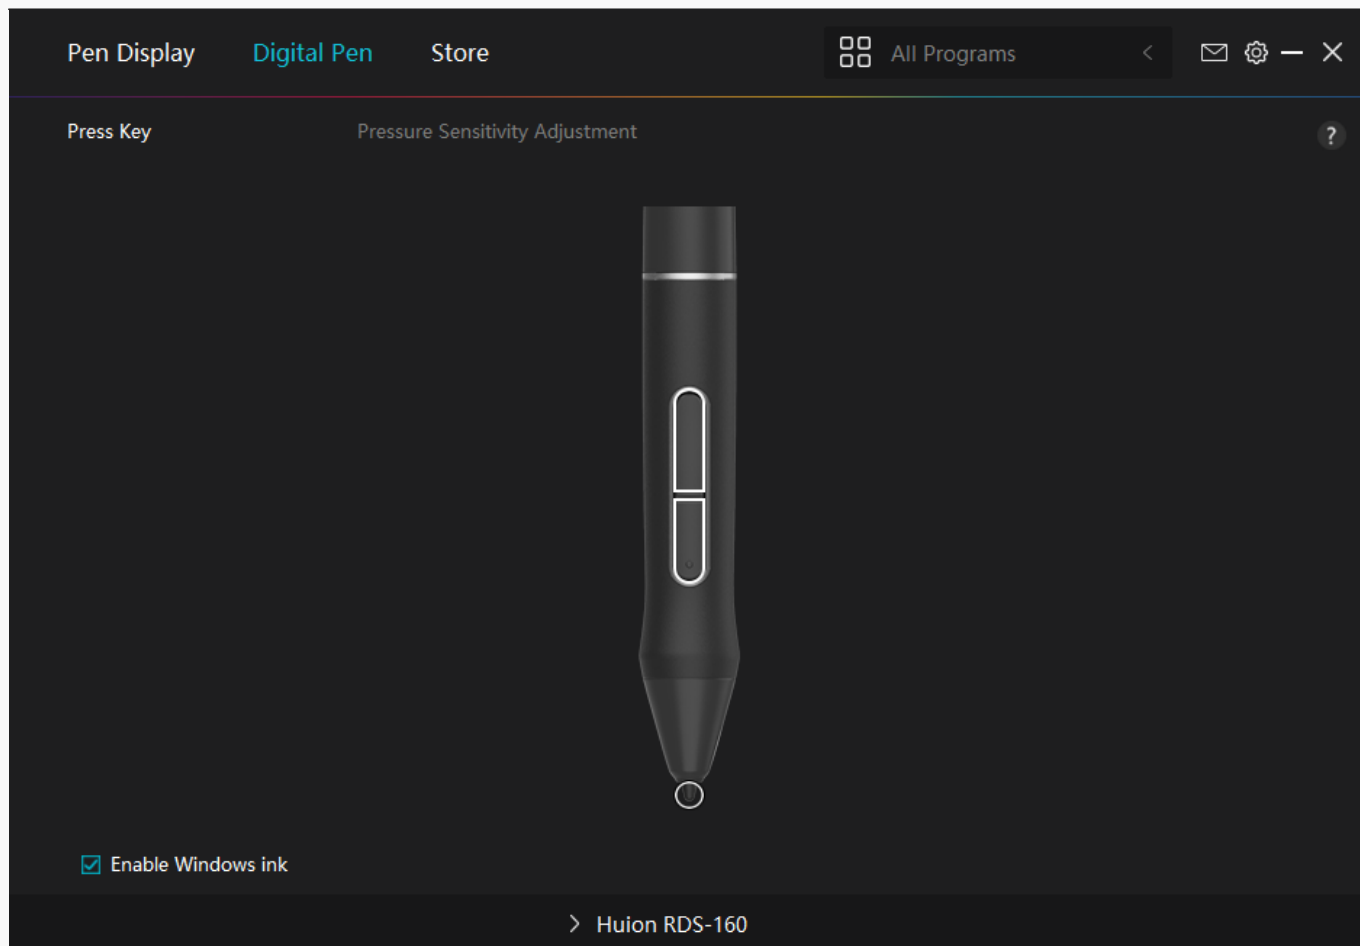 Pen Display Digital Pen Store All Programs
Press Key Pressure Sensitivity Adjustment ?
Enable Windows ink
Huion RDS-160